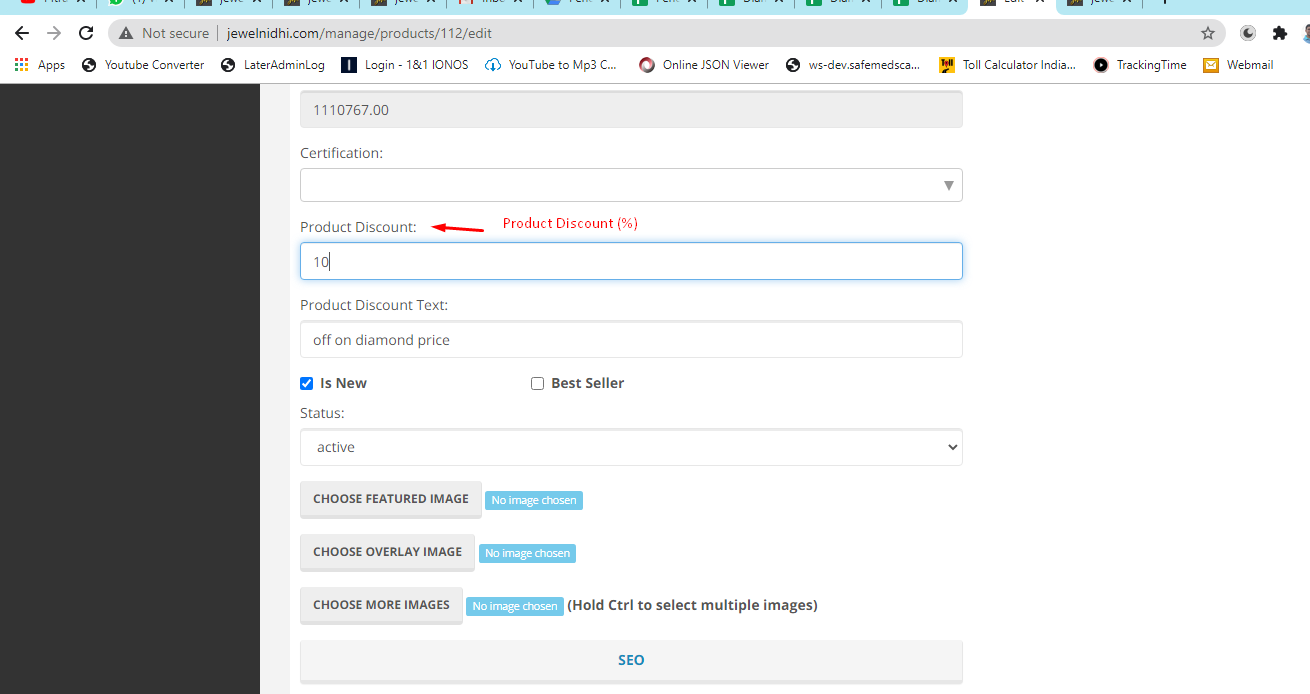 Not secure | jewelnidhi.com/manage/products/112/edit
Apps Youtube Converter LaterAdminLog Login - 1&1 IONOS YouTube to Mp3 C... Online JSON Viewer ws-dev.safemedsca... Toll Calculator India... TrackingTime Webmail
1110767.00
Certification:
Product Discount: Product Discount (%)
10
Product Discount Text:
off on diamond price
Is New Best Seller
Status:
active
CHOOSE FEATURED IMAGE No image chosen
CHOOSE OVERLAY IMAGE No image chosen
CHOOSE MORE IMAGES No image chosen (Hold Ctrl to select multiple images)
SEO